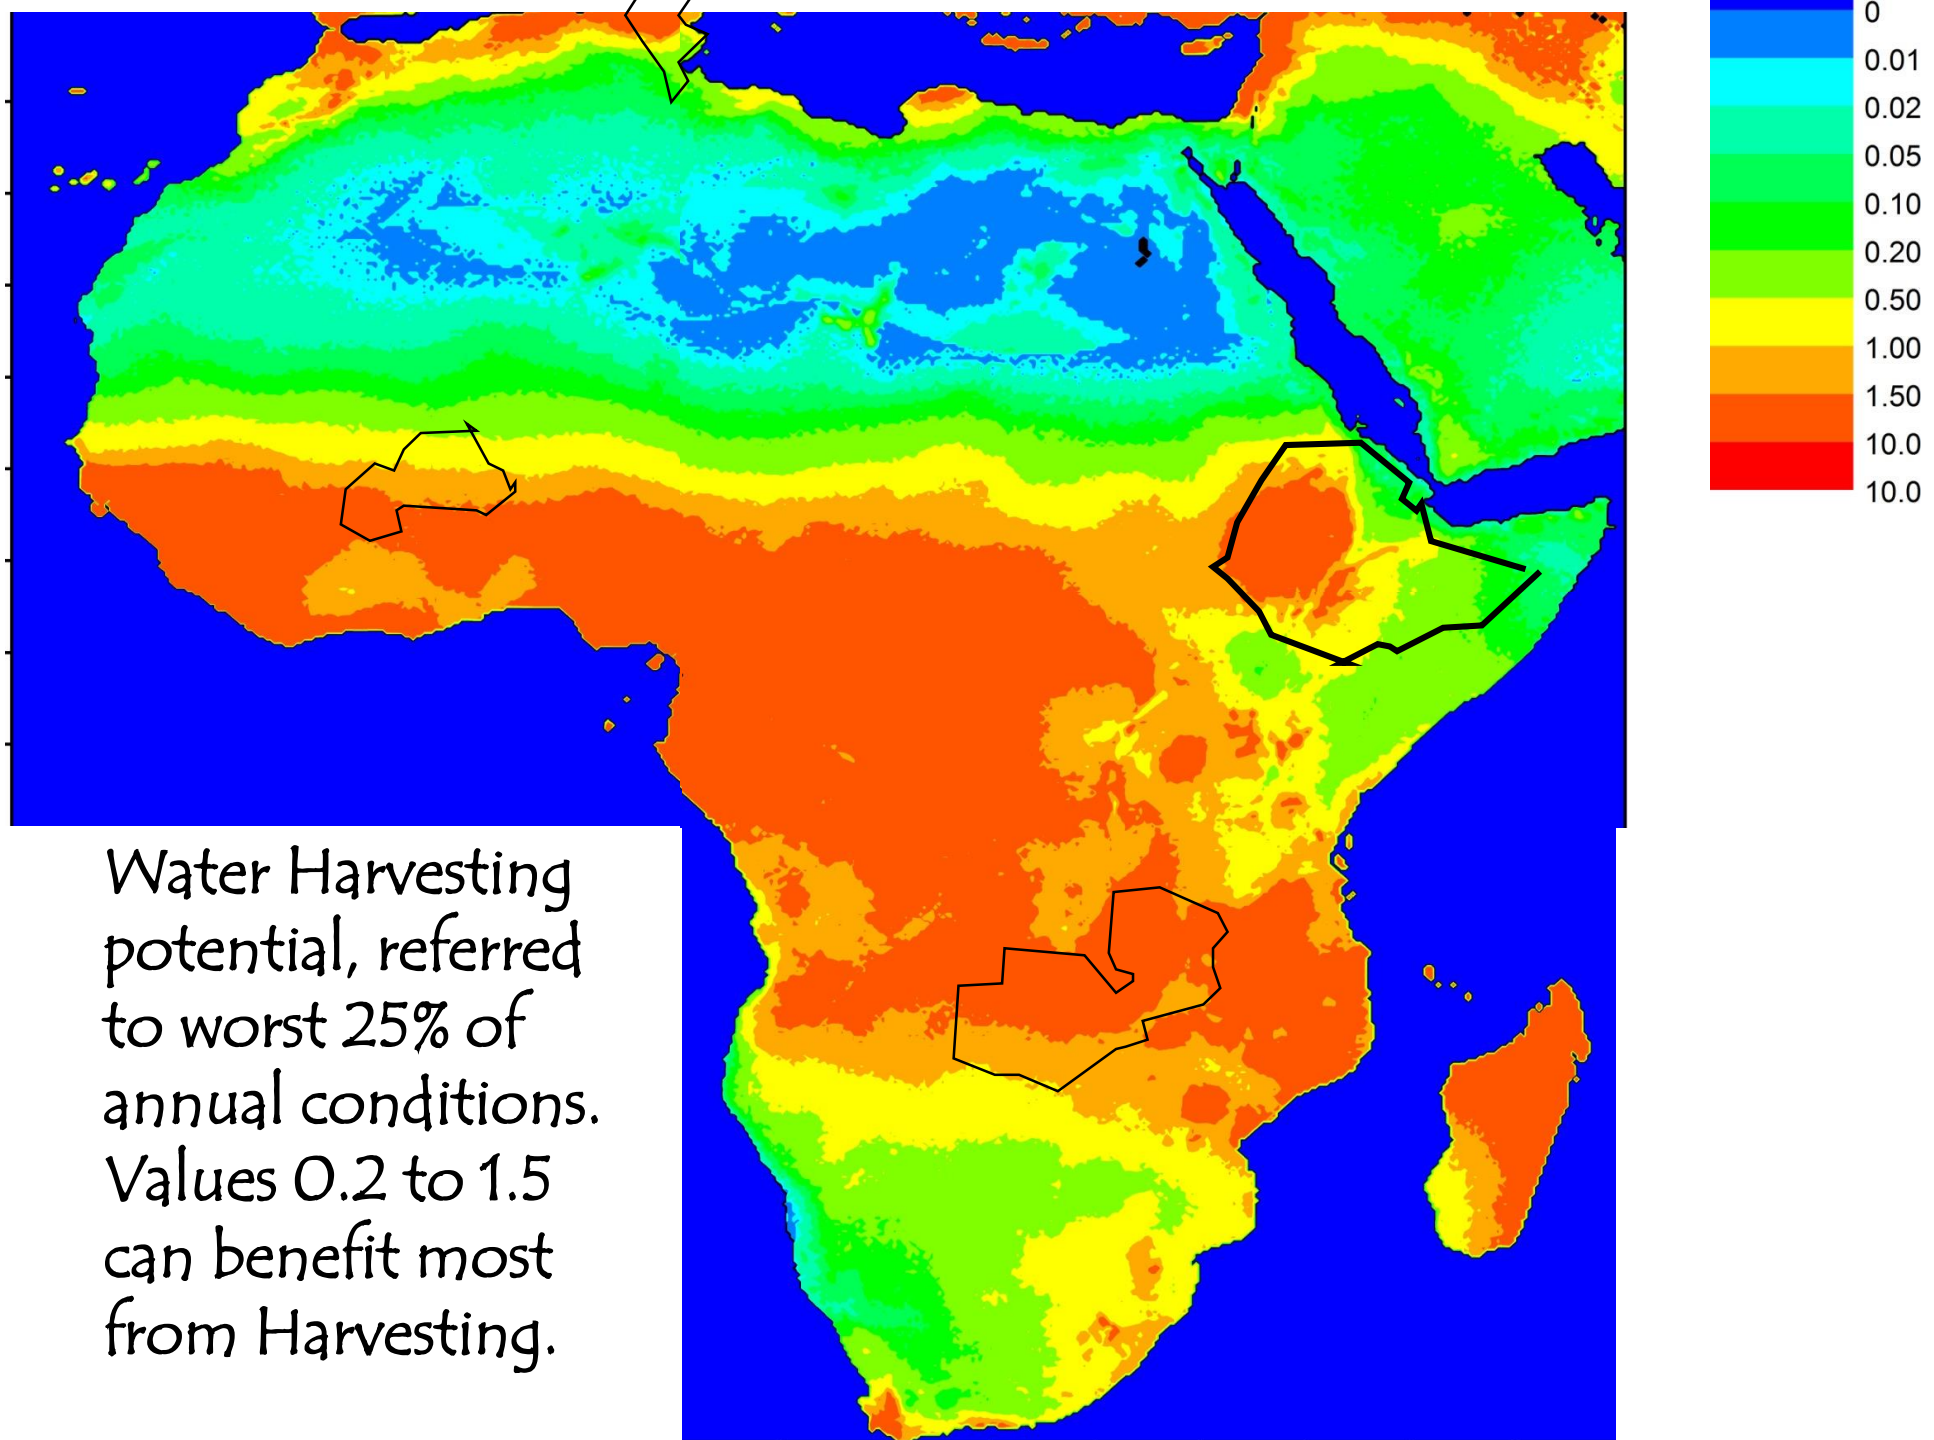 0
0.01
0.02
0.05
0.10
0.20
0.50
1.00
1.50
10.0
10.0
Water Harvesting
potential, referred
to worst 25% of
annual conditions.
Values 0.2 to 1.5
can benefit most
from Harvesting.